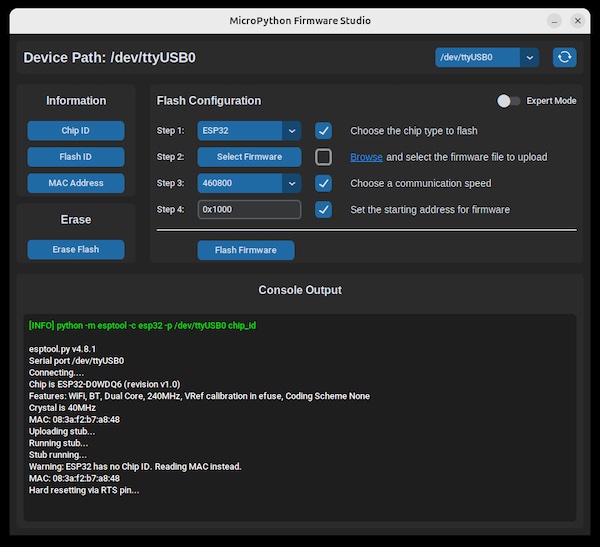 MicroPython Firmware Studio
Device Path: /dev/ttyUSB0
/dev/ttyUSB0
Information
Chip ID
Flash ID
MAC Address
Erase
Erase Flash
Flash Configuration
Expert Mode
Step 1: ESP32 Choose the chip type to flash
Step 2: Select Firmware Browse and select the firmware file to upload
Step 3: 460800 Choose a communication speed
Step 4: 0x1000 Set the starting address for firmware
Flash Firmware
Console Output
[INFO] python -m esptool -c esp32 -p /dev/ttyUSB0 chip_id
esptool.py v4.8.1
Serial port /dev/ttyUSB0
Connecting....
Chip is ESP32-D0WDQ6 (revision v1.0)
Features: WiFi, BT, Dual Core, 240MHz, VRef calibration in efuse, Coding Scheme None
Crystal is 40MHz
MAC: 08:3a:f2:b7:a8:48
Uploading stub...
Running stub...
Stub running...
Warning: ESP32 has no Chip ID. Reading MAC instead.
MAC: 08:3a:f2:b7:a8:48
Hard resetting via RTS pin...